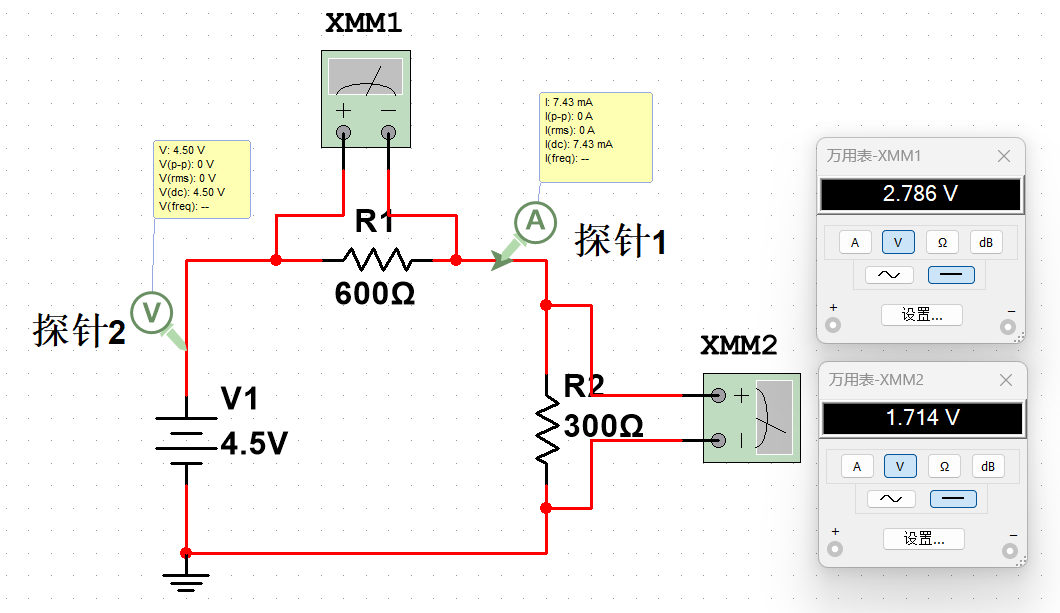 XMM1
V: 4.50 V
V(p-p): 0 V
V(rms): 0 V
V(dc): 4.50 V
V(freq): --
I: 7.43 mA
I(p-p): 0 A
I(rms): 0 A
I(dc): 7.43 mA
I(freq): --
A
探针1
R1
600Ω
V
探针2
V1
4.5V
XMM2
R2
300Ω
万用表-XMM1
2.786 V
A V Ω dB
设置...
万用表-XMM2
1.714 V
A V Ω dB
设置...